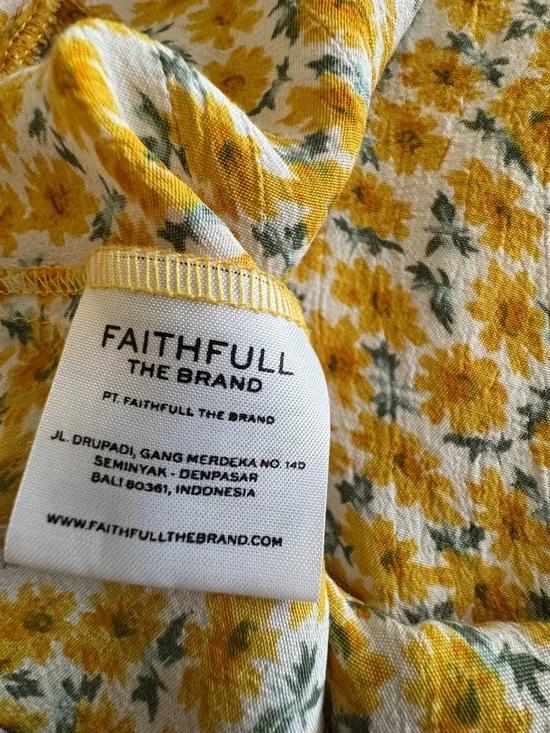 FAITHFULL
THE BRAND
PT. FAITHFULL THE BRAND
JL. DRUPADI, GANG MERDEKA NO. 14D
SEMINYAK - DENPASAR
BALI 80361, INDONESIA
WWW.FAITHFULLTHEBRAND.COM